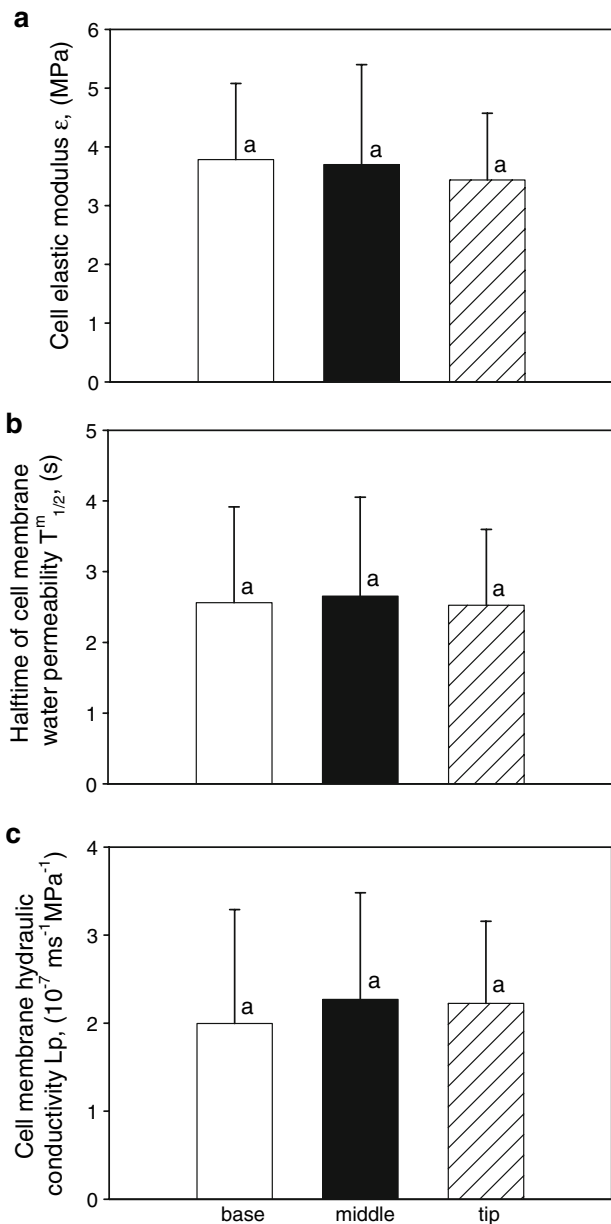 a
Cell elastic modulus ε, (MPa)
6
5
4
3
2
1
0
a
a
a
b
Halftime of cell membrane
water permeability T^m_1/2, (s)
5
4
3
2
1
0
a
a
a
c
Cell membrane hydraulic
conductivity Lp, (10^-7 ms^-1MPa^-1)
4
3
2
1
0
a
a
a
base middle tip